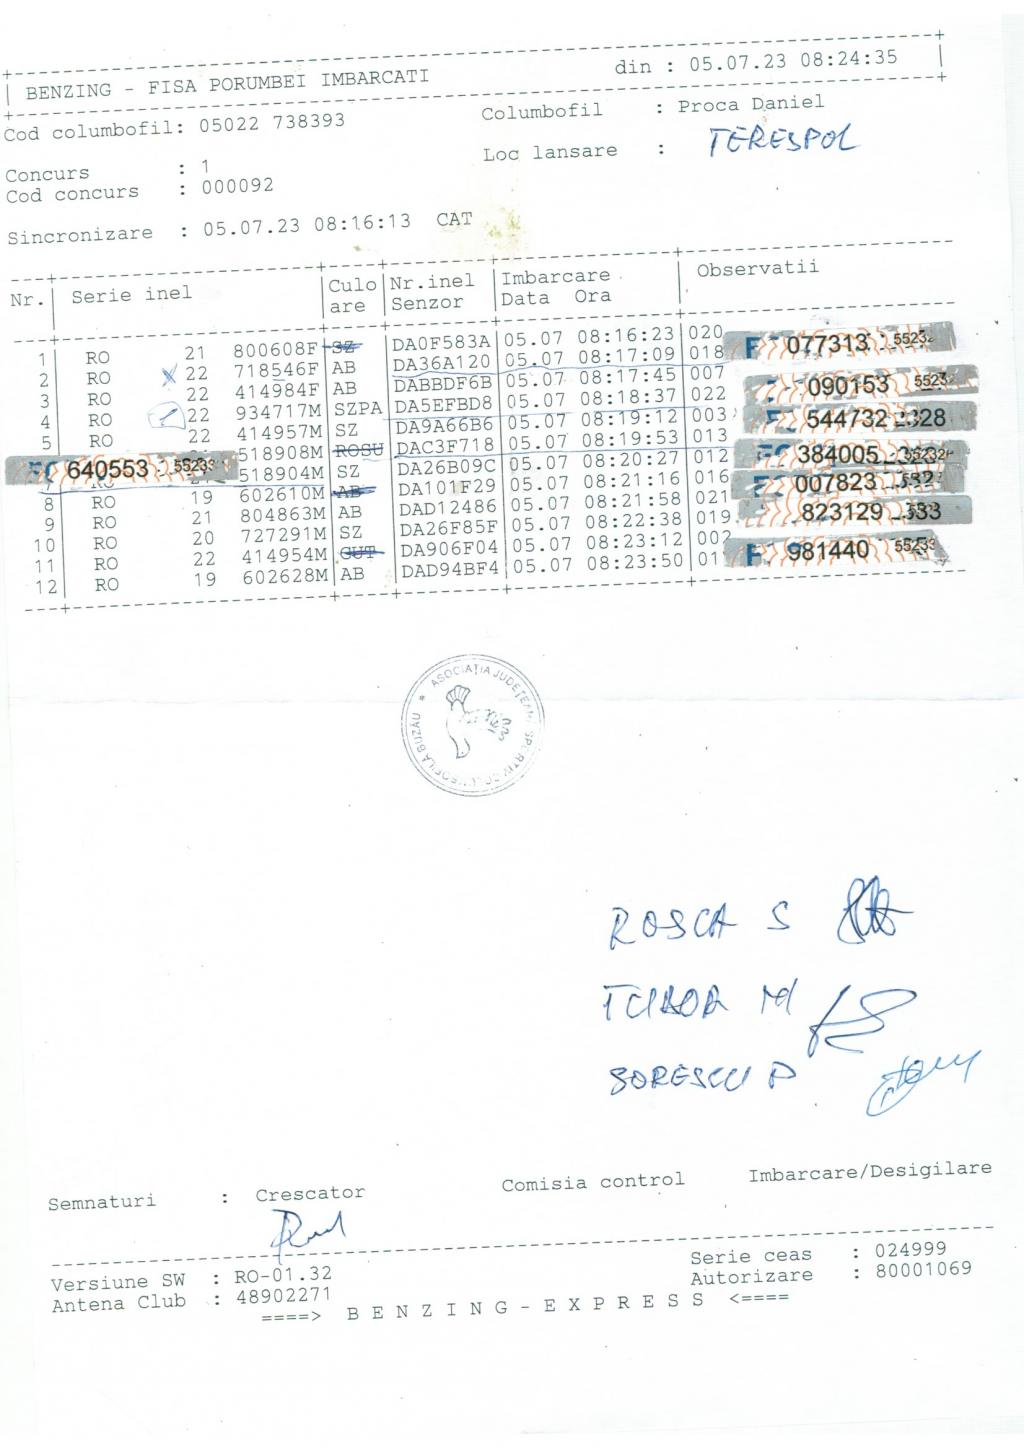 BENZING - FISA PORUMBEI IMBARCATI din : 05.07.23 08:24:35
Cod columbofil: 05022 738393 Columbofil : Proca Daniel
Loc lansare : TERESPOL
Concurs : 1
Cod concurs : 000092
Sincronizare : 05.07.23 08:16:13 CAT
Nr. Serie inel Culoare Nr.inel Senzor Imbarcare Data Ora Observatii
1 RO 21 800608F SZ DA0F583A 05.07 08:16:23 020
2 RO 22 718546F AB DA36A120 05.07 08:17:09 018
3 RO 22 414984F AB DABBDF6B 05.07 08:17:45 007
4 RO 22 934717M SZPA DA5EFBD8 05.07 08:18:37 022
5 RO 22 414957M SZ DA9A66B6 05.07 08:19:12 003
518908M ROSU DAC3F718 05.07 08:19:53 013
518904M SZ DA26B09C 05.07 08:20:27 012
8 RO 19 602610M AB DA101F29 05.07 08:21:16 016
9 RO 21 804863M AB DAD12486 05.07 08:21:58 021
10 RO 20 727291M SZ DA26F85F 05.07 08:22:38 019
11 RO 22 414954M GUT DA906F04 05.07 08:23:12 002
12 RO 19 602628M AB DAD94BF4 05.07 08:23:50 01
077313
090153
544732
384005
007823
823129
981440
640553
ASOCIAȚIA JUDEȚEANĂ BUZĂU
ROSCA S
SORESCU P
Semnaturi : Crescator Comisia control Imbarcare/Desigilare
Versiune SW : RO-01.32 Serie ceas : 024999
Antena Club : 48902271 Autorizare : 80001069
====> B E N Z I N G - E X P R E S S <====